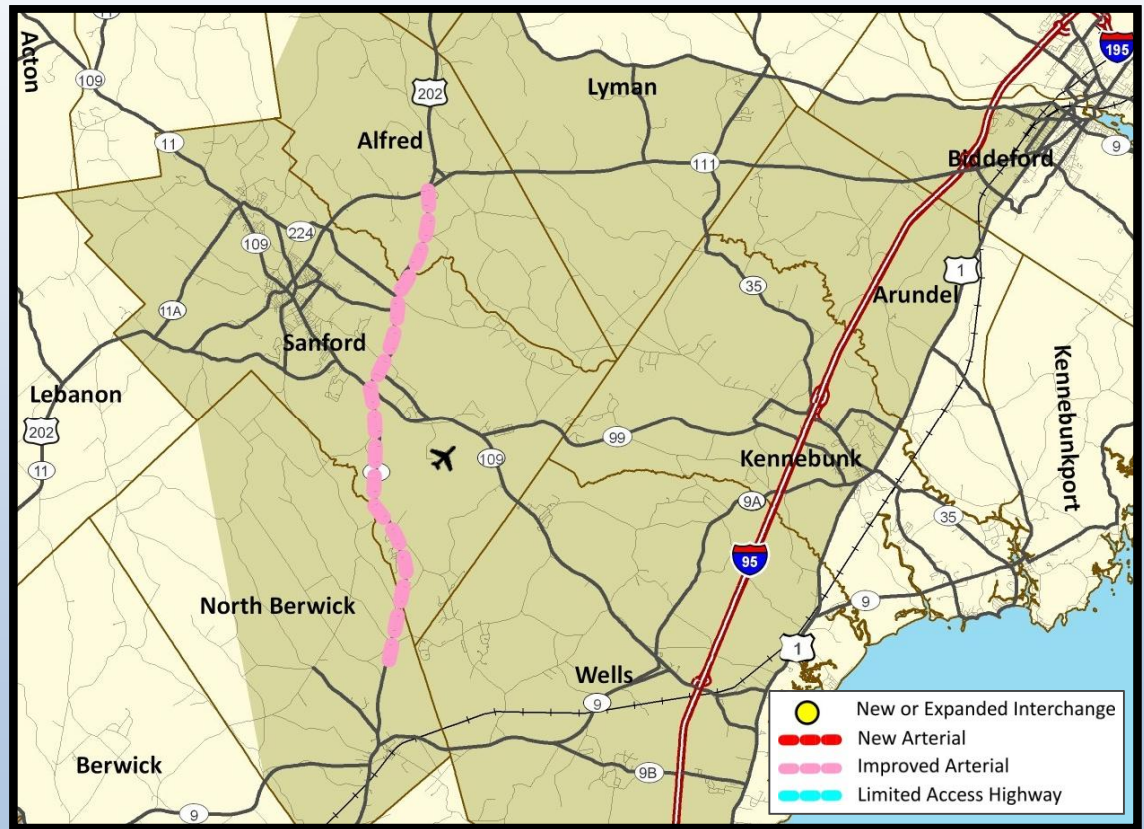 11
195
Acton
109
202
Lyman
11
Alfred
111
9
Biddeford
109
224
1
35
Arundel
11A
Sanford
Kennebunkport
Lebanon
202
99
Kennebunk
11
109
9A
35
95
9
North Berwick
1
Wells
9
New or Expanded Interchange
New Arterial
Improved Arterial
Limited Access Highway
Berwick
9B
9